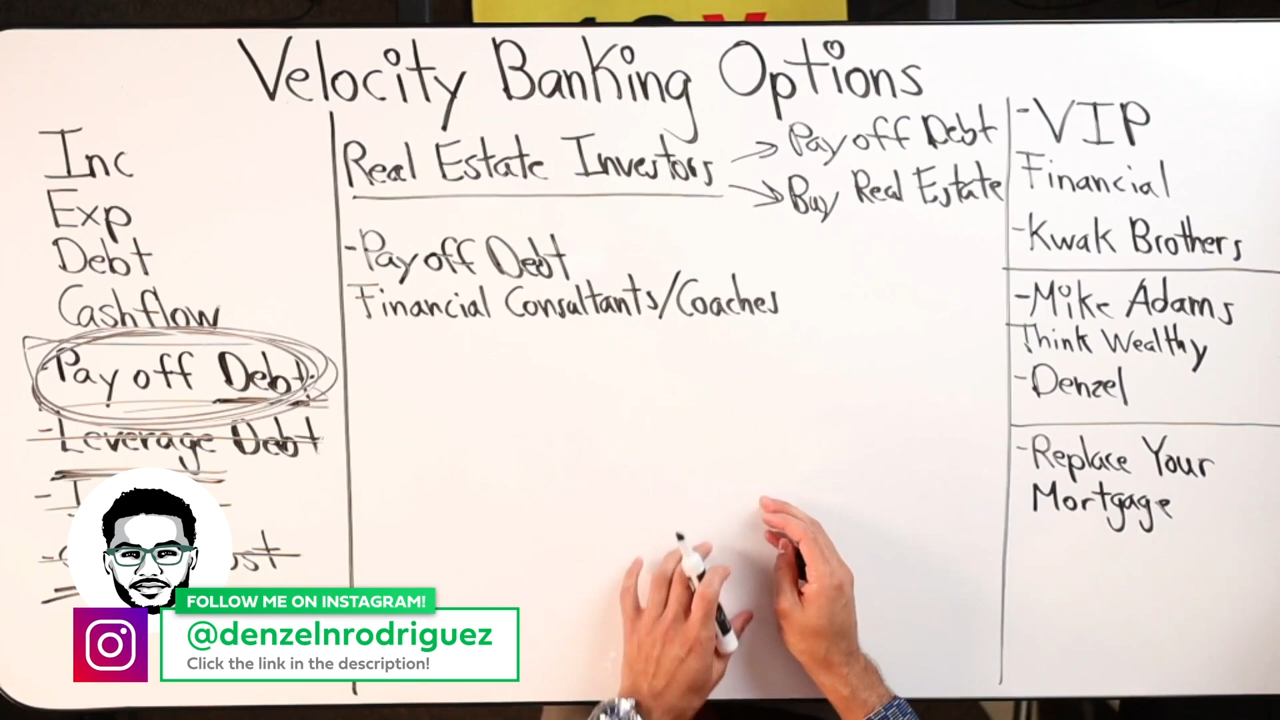 Velocity Banking Options
Inc
Exp
Debt
Cashflow
-Pay off Debt
-Leverage Debt
Real Estate Investors
Pay off Debt
Buy Real Estate
-Pay off Debt
Financial Consultants/Coaches
-VIP
Financial
-Kwak Brothers
-Mike Adams
Think Wealthy
-Denzel
-Replace Your
Mortgage
FOLLOW ME ON INSTAGRAM!
@denzelnrodriguez
Click the link in the description!